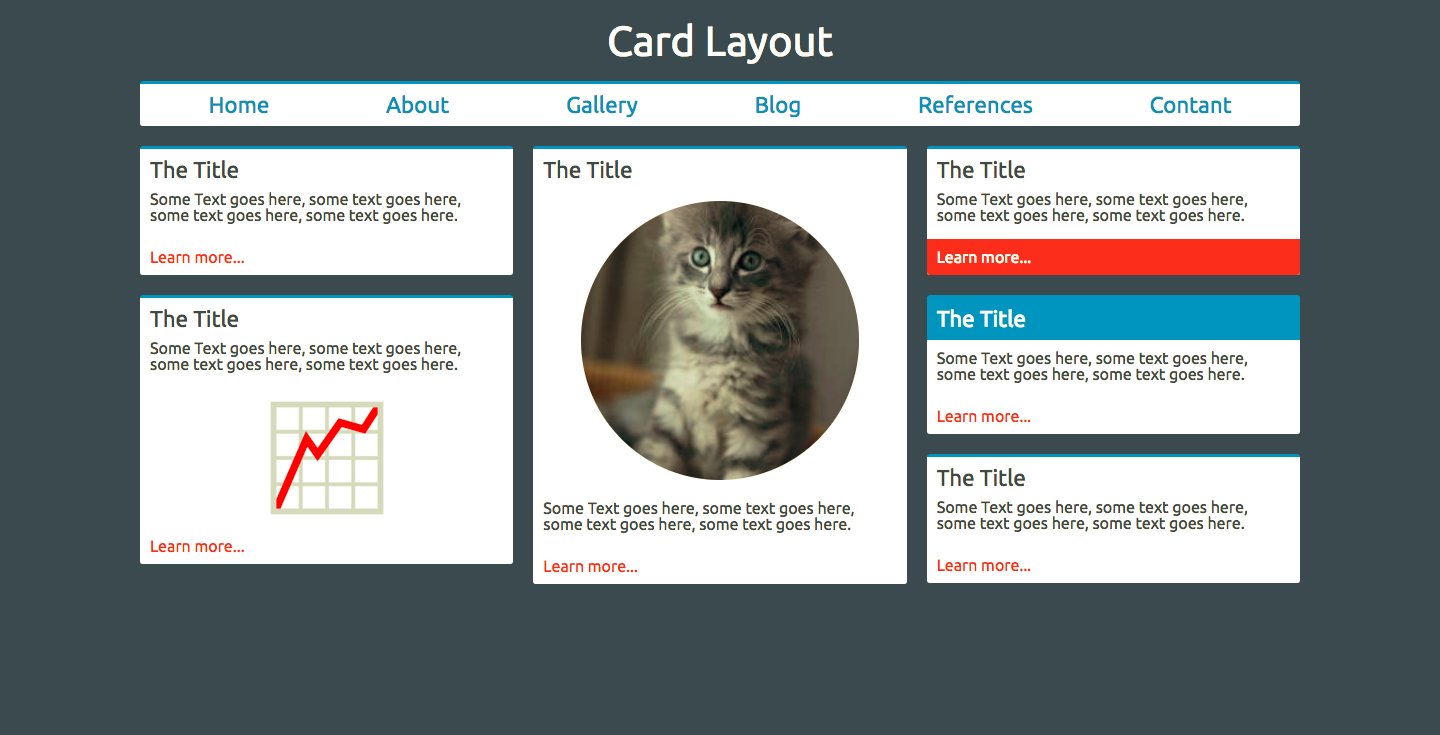 Card Layout
Home About Gallery Blog References Contant
The Title
Some Text goes here, some text goes here,
some text goes here, some text goes here.
Learn more...
The Title
Some Text goes here, some text goes here,
some text goes here, some text goes here.
Learn more...
The Title
Some Text goes here, some text goes here,
some text goes here, some text goes here.
Learn more...
The Title
Some Text goes here, some text goes here,
some text goes here, some text goes here.
Learn more...
The Title
Some Text goes here, some text goes here,
some text goes here, some text goes here.
Learn more...
The Title
Some Text goes here, some text goes here,
some text goes here, some text goes here.
Learn more...